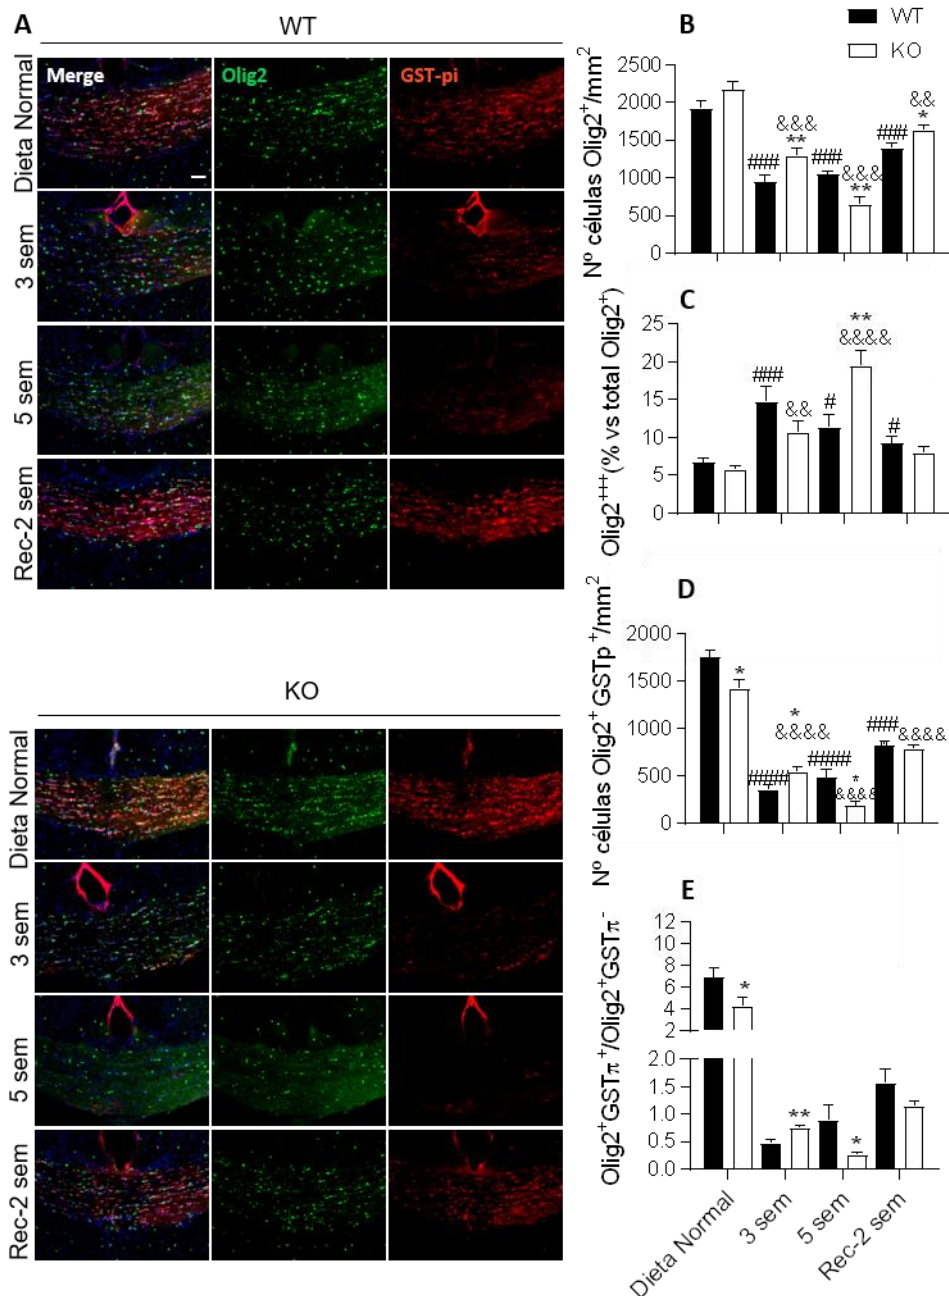 A
WT
Merge
Olig2
GST-pi
Dieta Normal
3 sem
5 sem
Rec-2 sem
KO
Dieta Normal
3 sem
5 sem
Rec-2 sem
B
WT
KO
Nº células Olig2⁺/mm²
2500
2000
1500
1000
500
0
###
&&&
**
###
&&&
**
###
&&
*
C
Olig2⁺⁺⁺(% vs total Olig2⁺)
25
20
15
10
5
0
###
&&
#
**
&&&&
#
D
Nº células Olig2⁺ GSTp⁺/mm²
2000
1500
1000
500
0
*
*
&&&&
*
&&&&
###
&&&&
E
Olig2⁺GSTπ⁺/Olig2⁺GSTπ⁻
12
10
8
6
4
2
2.0
1.5
1.0
0.5
0.0
*
**
*
Dieta Normal
3 sem
5 sem
Rec-2 sem